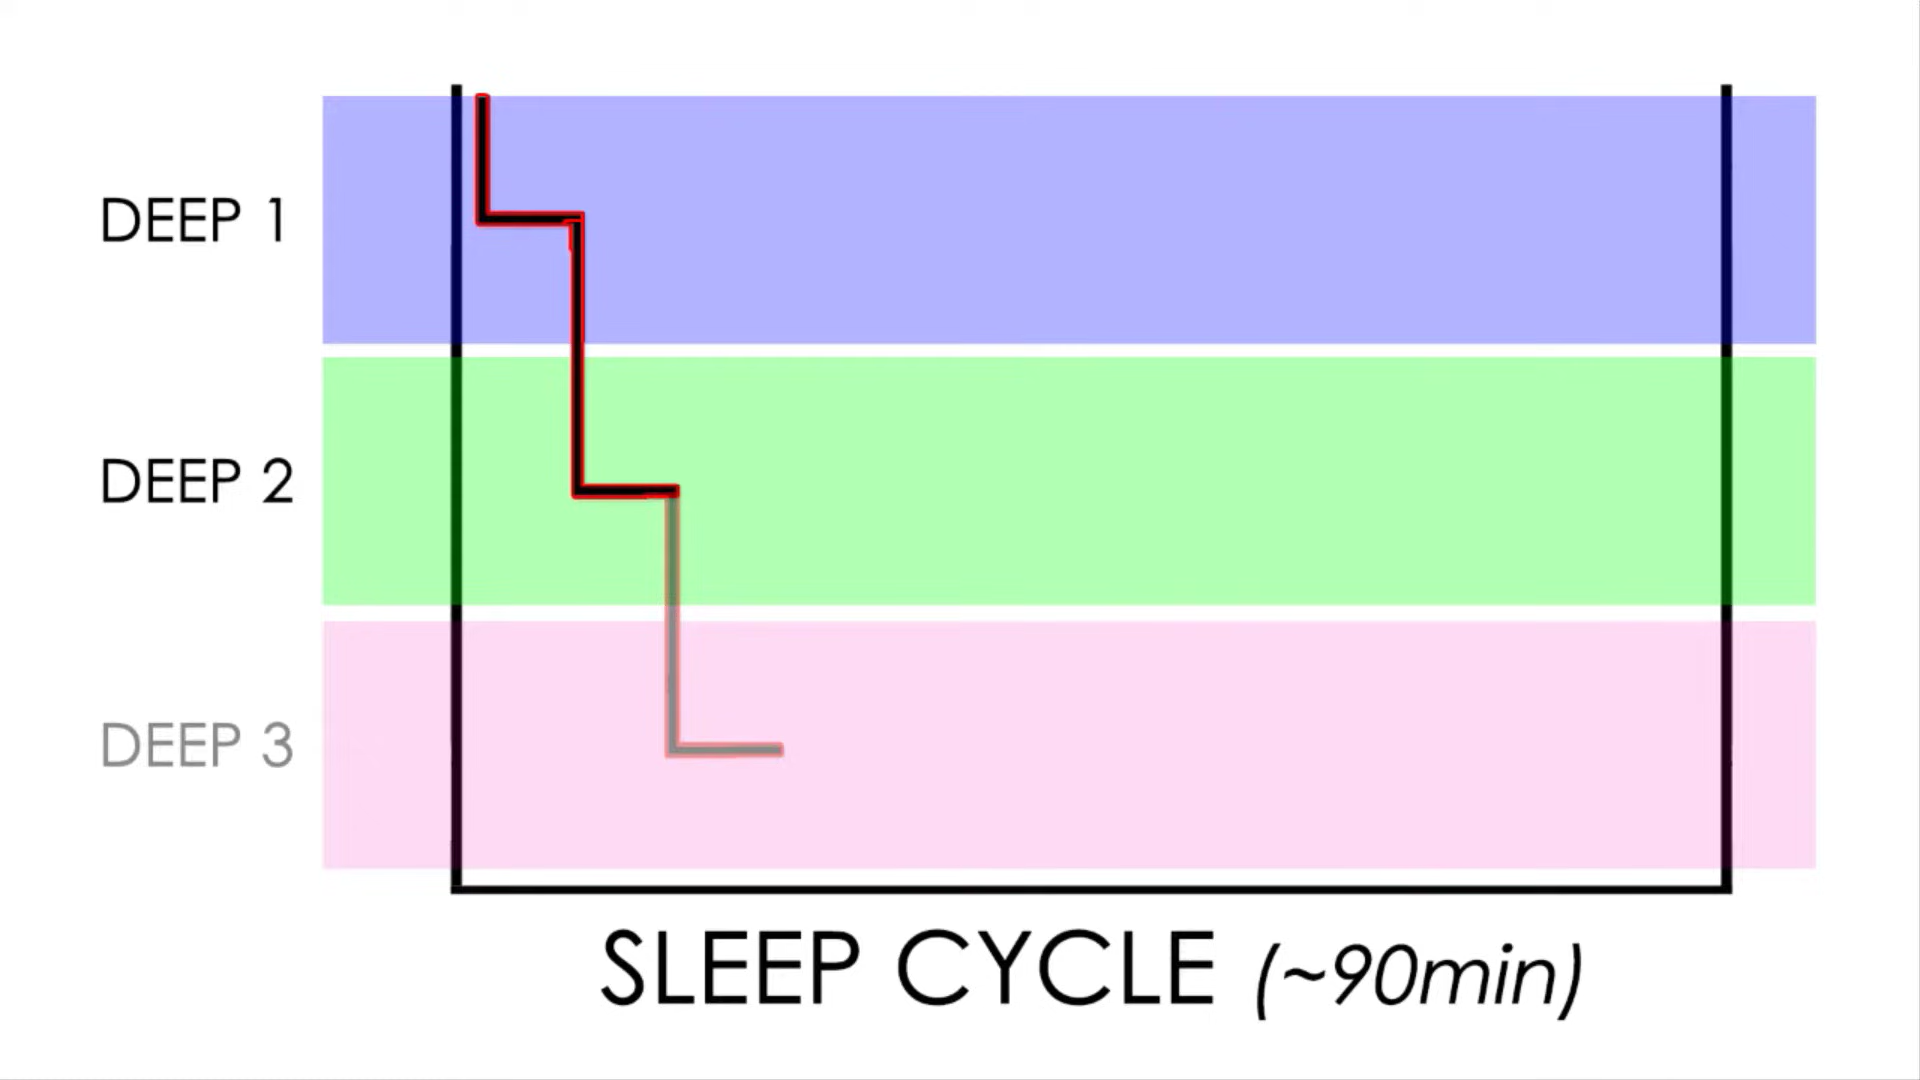 DEEP 1
DEEP 2
DEEP 3
SLEEP CYCLE (~90min)